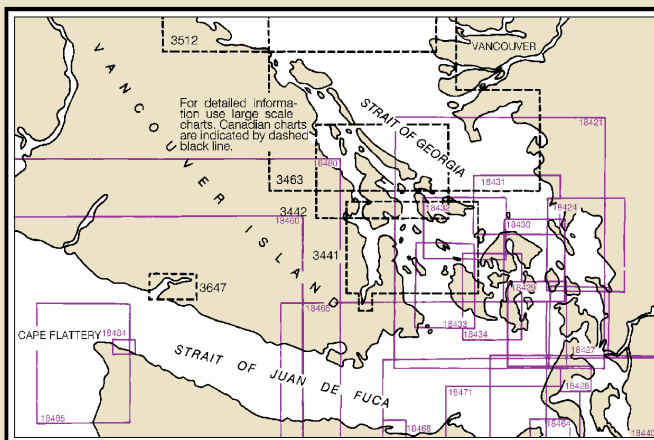 3512
VANCOUVER
VANCOUVER ISLAND
For detailed informa-
tion use large scale
charts. Canadian charts
are indicated by dashed
black line.
STRAIT OF GEORGIA
18421
18480
3463
18431
18432
18424
3442
18460
18430
3441
3647
18429
18465
CAPE FLATTERY
18484
18433
18434
18427
STRAIT OF JUAN DE FUCA
18471
18428
18485
18468
18464
18440